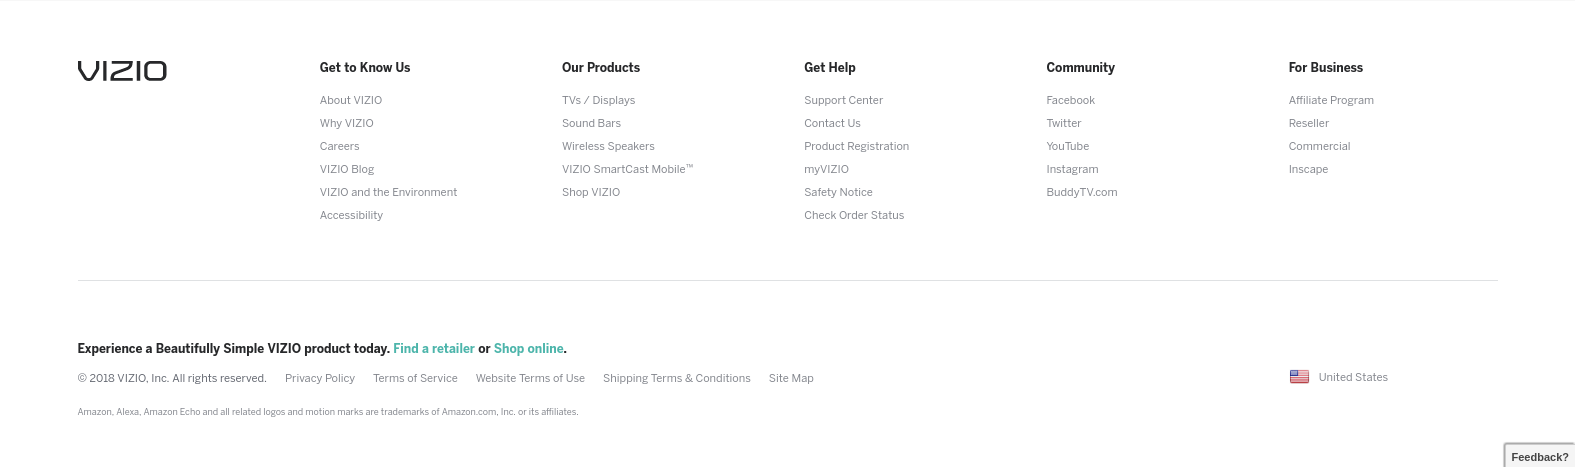 VIZIO
Get to Know Us
About VIZIO
Why VIZIO
Careers
VIZIO Blog
VIZIO and the Environment
Accessibility
Our Products
TVs / Displays
Sound Bars
Wireless Speakers
VIZIO SmartCast Mobile™
Shop VIZIO
Get Help
Support Center
Contact Us
Product Registration
myVIZIO
Safety Notice
Check Order Status
Community
Facebook
Twitter
YouTube
Instagram
BuddyTV.com
For Business
Affiliate Program
Reseller
Commercial
Inscape
Experience a Beautifully Simple VIZIO product today. Find a retailer or Shop online.
© 2018 VIZIO, Inc. All rights reserved. Privacy Policy Terms of Service Website Terms of Use Shipping Terms & Conditions Site Map
United States
Amazon, Alexa, Amazon Echo and all related logos and motion marks are trademarks of Amazon.com, Inc. or its affiliates.
Feedback?